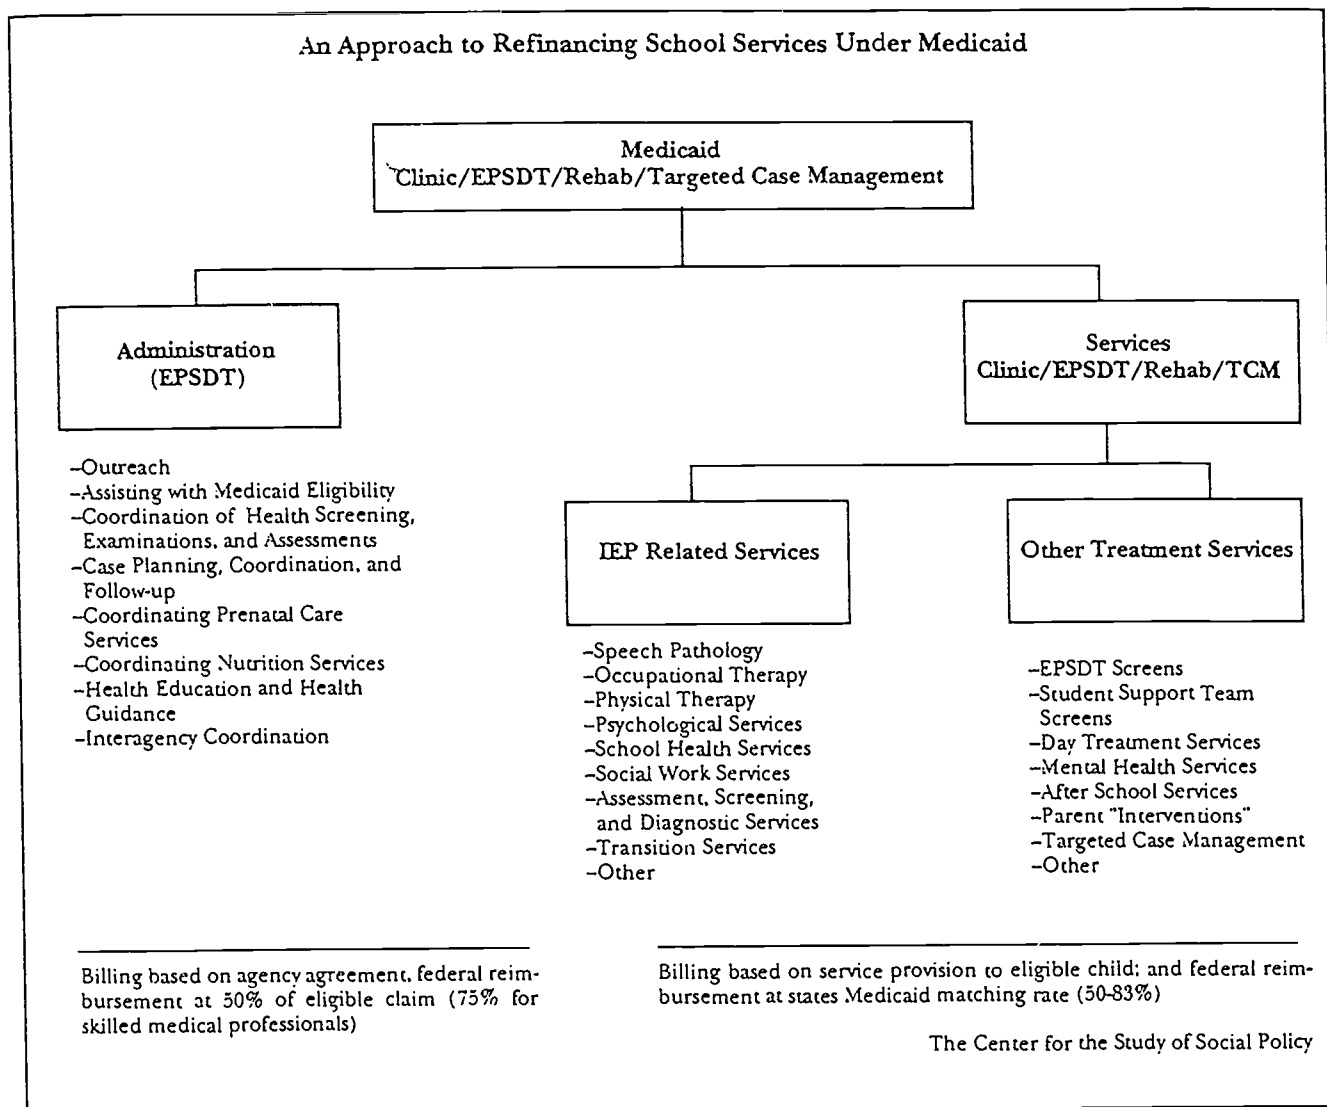 An Approach to Refinancing School Services Under Medicaid
Medicaid
Clinic/EPSDT/Rehab/Targeted Case Management
Administration
(EPSDT)
–Outreach
–Assisting with Medicaid Eligibility
–Coordination of Health Screening,
Examinations, and Assessments
–Case Planning, Coordination, and
Follow-up
–Coordinating Prenatal Care
Services
–Coordinating Nutrition Services
–Health Education and Health
Guidance
–Interagency Coordination
Services
Clinic/EPSDT/Rehab/TCM
IEP Related Services
–Speech Pathology
–Occupational Therapy
–Physical Therapy
–Psychological Services
–School Health Services
–Social Work Services
–Assessment, Screening,
and Diagnostic Services
–Transition Services
–Other
Other Treatment Services
–EPSDT Screens
–Student Support Team
Screens
–Day Treatment Services
–Mental Health Services
–After School Services
–Parent "Interventions"
–Targeted Case Management
–Other
Billing based on agency agreement, federal reim-
bursement at 50% of eligible claim (75% for
skilled medical professionals)
Billing based on service provision to eligible child; and federal reim-
bursement at states Medicaid matching rate (50-83%)
The Center for the Study of Social Policy